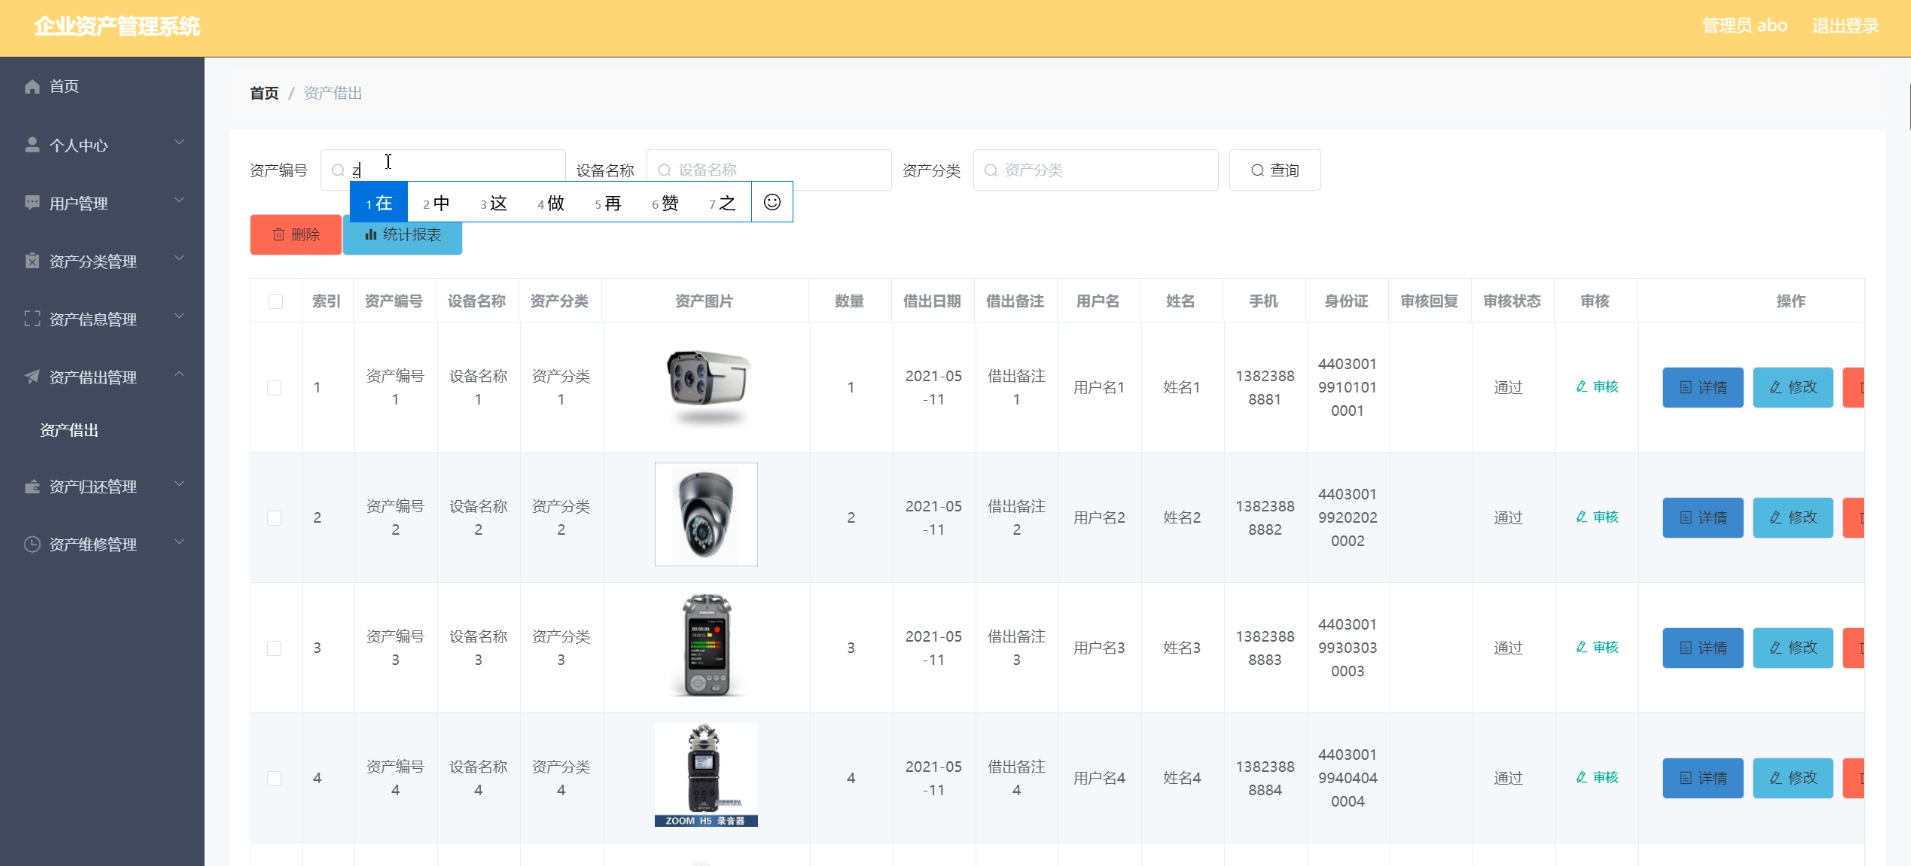 企业资产管理系统
管理员 abo 退出登录
首页
个人中心
用户管理
资产分类管理
资产信息管理
资产借出管理
资产借出
资产归还管理
资产维修管理
首页 / 资产借出
资产编号 z 设备名称 设备名称 资产分类 资产分类 查询
1 在 2 中 3 这 4 做 5 再 6 赞 7 之
删除 统计报表
索引 资产编号 设备名称 资产分类 资产图片 数量 借出日期 借出备注 用户名 姓名 手机 身份证 审核回复 审核状态 审核 操作
1 资产编号1 设备名称1 资产分类1 1 2021-05-11 借出备注1 用户名1 姓名1 13823888881 440300199101010001 通过 审核 详情 修改
2 资产编号2 设备名称2 资产分类2 2 2021-05-11 借出备注2 用户名2 姓名2 13823888882 440300199202020002 通过 审核 详情 修改
3 资产编号3 设备名称3 资产分类3 3 2021-05-11 借出备注3 用户名3 姓名3 13823888883 440300199303030003 通过 审核 详情 修改
4 资产编号4 设备名称4 资产分类4 ZOOM H5 录音器 4 2021-05-11 借出备注4 用户名4 姓名4 13823888884 440300199404040004 通过 审核 详情 修改